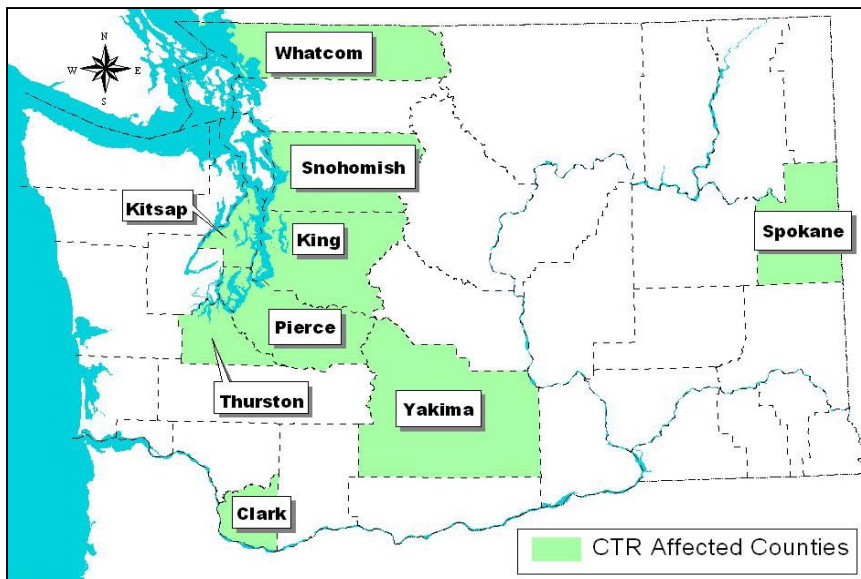 Whatcom
N
W E
S
Snohomish
Kitsap
King
Spokane
Pierce
Thurston
Yakima
Clark
CTR Affected Counties